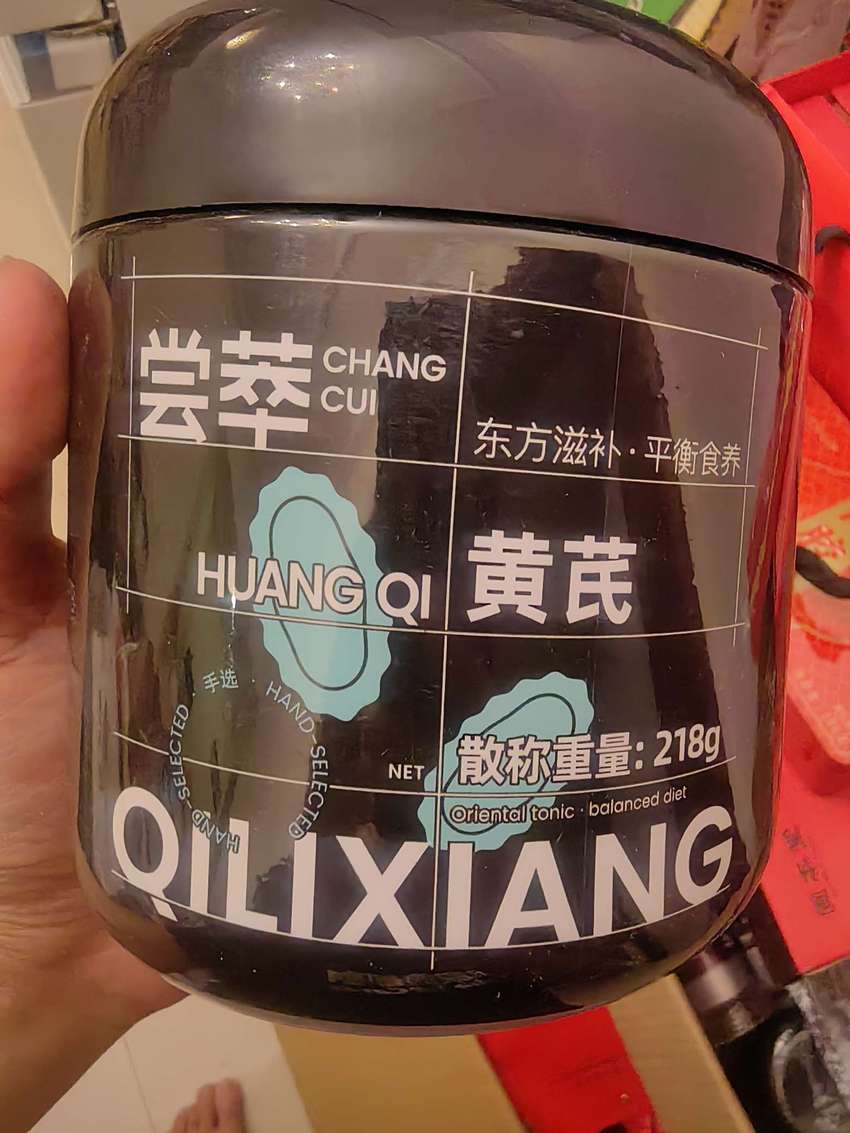 尝萃 CHANG
CUI
东方滋补·平衡食养
HUANG QI 黄芪
HAND-SELECTED · 手选 · HAND-SELECTED
HAND
NET 散称重量: 218g
Oriental tonic · balanced diet
QILIXIANG